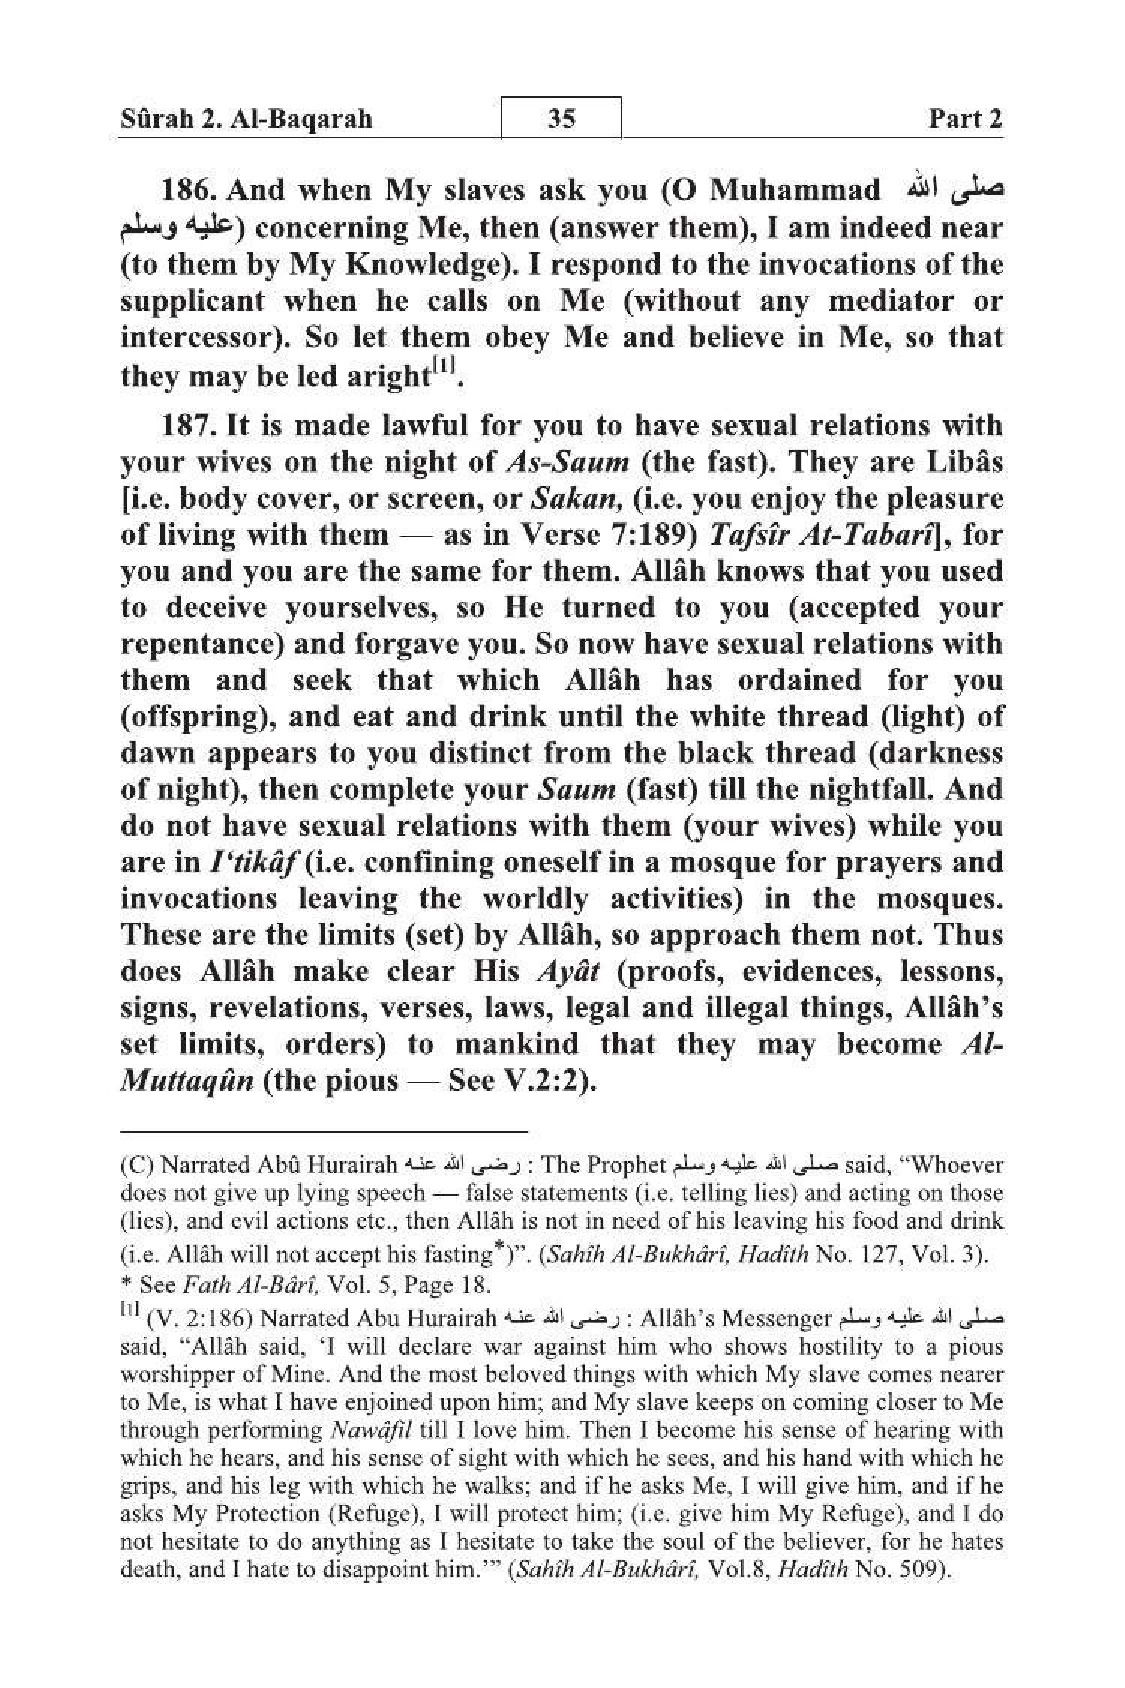 Sûrah 2. Al-Baqarah 35 Part 2
186. And when My slaves ask you (O Muhammad صلى الله
عليه وسلم) concerning Me, then (answer them), I am indeed near
(to them by My Knowledge). I respond to the invocations of the
supplicant when he calls on Me (without any mediator or
intercessor). So let them obey Me and believe in Me, so that
they may be led aright[1].
187. It is made lawful for you to have sexual relations with
your wives on the night of As-Saum (the fast). They are Libâs
[i.e. body cover, or screen, or Sakan, (i.e. you enjoy the pleasure
of living with them — as in Verse 7:189) Tafsîr At-Tabarî], for
you and you are the same for them. Allâh knows that you used
to deceive yourselves, so He turned to you (accepted your
repentance) and forgave you. So now have sexual relations with
them and seek that which Allâh has ordained for you
(offspring), and eat and drink until the white thread (light) of
dawn appears to you distinct from the black thread (darkness
of night), then complete your Saum (fast) till the nightfall. And
do not have sexual relations with them (your wives) while you
are in I‘tikâf (i.e. confining oneself in a mosque for prayers and
invocations leaving the worldly activities) in the mosques.
These are the limits (set) by Allâh, so approach them not. Thus
does Allâh make clear His Ayât (proofs, evidences, lessons,
signs, revelations, verses, laws, legal and illegal things, Allâh’s
set limits, orders) to mankind that they may become Al-
Muttaqûn (the pious — See V.2:2).
(C) Narrated Abû Hurairah رضى الله عنه : The Prophet صلى الله عليه وسلم said, “Whoever
does not give up lying speech — false statements (i.e. telling lies) and acting on those
(lies), and evil actions etc., then Allâh is not in need of his leaving his food and drink
(i.e. Allâh will not accept his fasting*)”. (Sahîh Al-Bukhârî, Hadîth No. 127, Vol. 3).
* See Fath Al-Bârî, Vol. 5, Page 18.
[1] (V. 2:186) Narrated Abu Hurairah رضى الله عنه : Allâh’s Messenger صلى الله عليه وسلم
said, “Allâh said, ‘I will declare war against him who shows hostility to a pious
worshipper of Mine. And the most beloved things with which My slave comes nearer
to Me, is what I have enjoined upon him; and My slave keeps on coming closer to Me
through performing Nawâfil till I love him. Then I become his sense of hearing with
which he hears, and his sense of sight with which he sees, and his hand with which he
grips, and his leg with which he walks; and if he asks Me, I will give him, and if he
asks My Protection (Refuge), I will protect him; (i.e. give him My Refuge), and I do
not hesitate to do anything as I hesitate to take the soul of the believer, for he hates
death, and I hate to disappoint him.’” (Sahîh Al-Bukhârî, Vol.8, Hadîth No. 509).